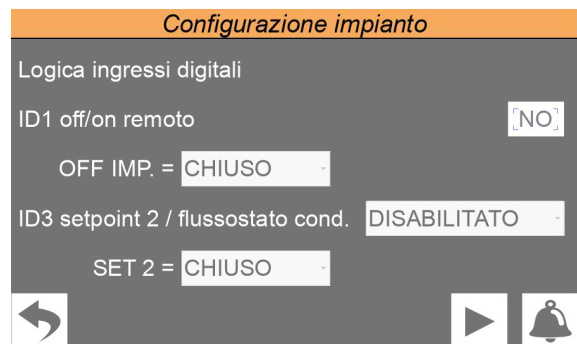 Configurazione impianto
Logica ingressi digitali
ID1 off/on remoto [NO]
OFF IMP. = CHIUSO
ID3 setpoint 2 / flussostato cond. DISABILITATO
SET 2 = CHIUSO